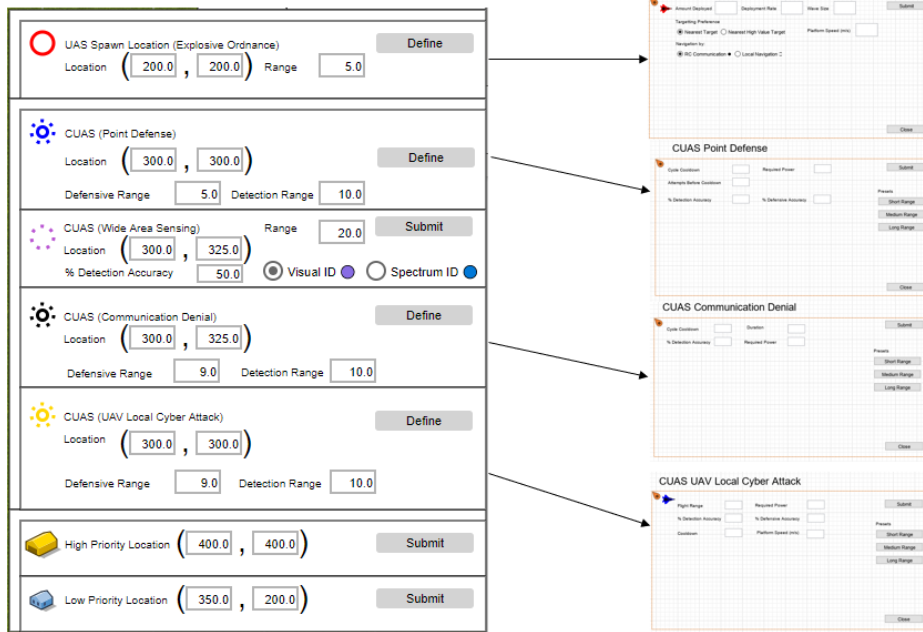 UAS Spawn Location (Explosive Ordnance)
Define
Location ( 200.0 , 200.0 ) Range 5.0
CUAS (Point Defense)
Location ( 300.0 , 300.0 )
Define
Defensive Range 5.0 Detection Range 10.0
CUAS (Wide Area Sensing) Range 20.0 Submit
Location ( 300.0 , 325.0 )
% Detection Accuracy 50.0 Visual ID Spectrum ID
CUAS (Communication Denial) Define
Location ( 300.0 , 325.0 )
Defensive Range 9.0 Detection Range 10.0
CUAS (UAV Local Cyber Attack) Define
Location ( 300.0 , 300.0 )
Defensive Range 9.0 Detection Range 10.0
High Priority Location ( 400.0 , 400.0 ) Submit
Low Priority Location ( 350.0 , 200.0 ) Submit
Amount Deployed Deployment Rate Wave Size Submit
Targetting Preference
Nearest Target Nearest High Value Target Platform Speed (m/s)
Navigation by:
RC Communication Local Navigation
Close
CUAS Point Defense
Cycle Cooldown Required Power Submit
Attempts Before Cooldown
Presets
% Detection Accuracy % Defensive Accuracy Short Range
Medium Range
Long Range
Close
CUAS Communication Denial
Cycle Cooldown Duration Submit
% Detection Accuracy Required Power
Presets
Short Range
Medium Range
Long Range
Close
CUAS UAV Local Cyber Attack
Flight Range Required Power Submit
% Detection Accuracy % Defensive Accuracy
Presets
Cooldown Platform Speed (m/s) Short Range
Medium Range
Long Range
Close